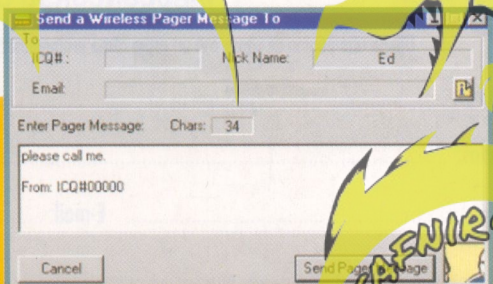 Send a Wireless Pager Message To
To
ICQ#:
Nick Name: Ed
Email:
Enter Pager Message: Chars: 34
please call me.
From: ICQ#00000
Cancel
Send Pager Message